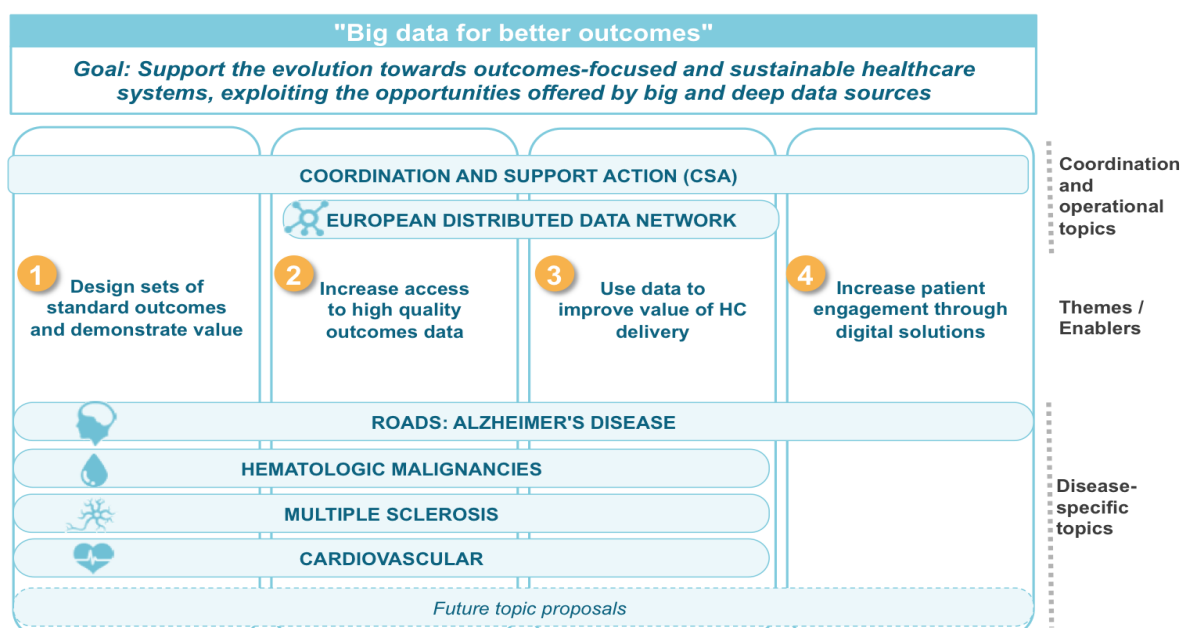 "Big data for better outcomes"
Goal: Support the evolution towards outcomes-focused and sustainable healthcare
systems, exploiting the opportunities offered by big and deep data sources
COORDINATION AND SUPPORT ACTION (CSA)
EUROPEAN DISTRIBUTED DATA NETWORK
Coordination
and
operational
topics
1
Design sets of
standard outcomes
and demonstrate value
2
Increase access
to high quality
outcomes data
3
Use data to
improve value of HC
delivery
4
Increase patient
engagement through
digital solutions
Themes /
Enablers
ROADS: ALZHEIMER'S DISEASE
HEMATOLOGIC MALIGNANCIES
MULTIPLE SCLEROSIS
CARDIOVASCULAR
Future topic proposals
Disease-
specific
topics